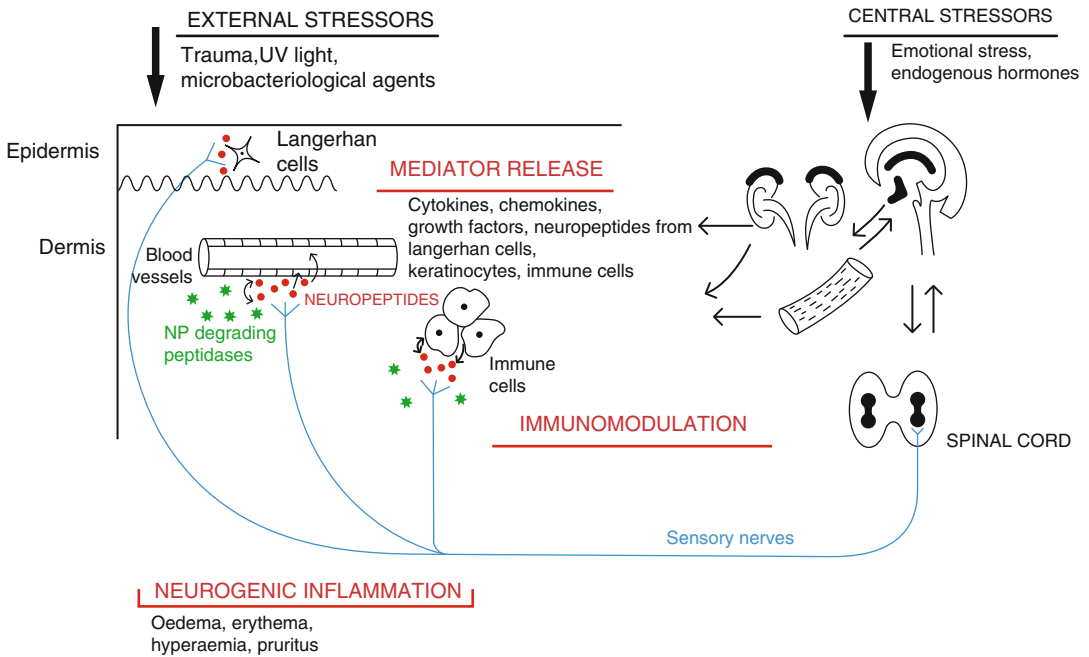 EXTERNAL STRESSORS
Trauma,UV light,
microbacteriological agents
CENTRAL STRESSORS
Emotional stress,
endogenous hormones
Epidermis
Langerhan
cells
MEDIATOR RELEASE
Cytokines, chemokines,
growth factors, neuropeptides from
langerhan cells,
keratinocytes, immune cells
Dermis
Blood
vessels
NEUROPEPTIDES
NP degrading
peptidases
Immune
cells
IMMUNOMODULATION
SPINAL CORD
Sensory nerves
NEUROGENIC INFLAMMATION
Oedema, erythema,
hyperaemia, pruritus